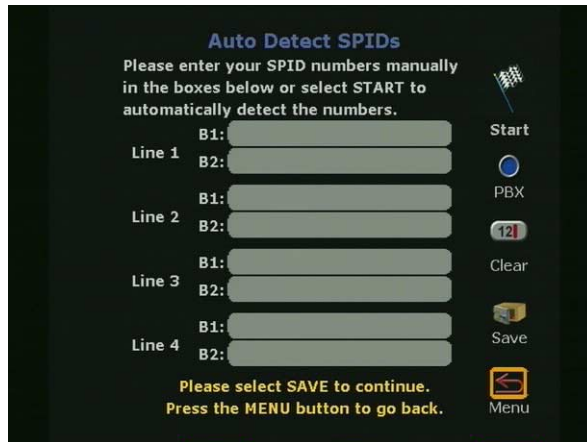 Auto Detect SPIDs
Please enter your SPID numbers manually
in the boxes below or select START to
automatically detect the numbers.
Start
Line 1
B1:
B2:
PBX
Line 2
B1:
B2:
12
Clear
Line 3
B1:
B2:
Save
Line 4
B1:
B2:
Please select SAVE to continue.
Press the MENU button to go back.
Menu